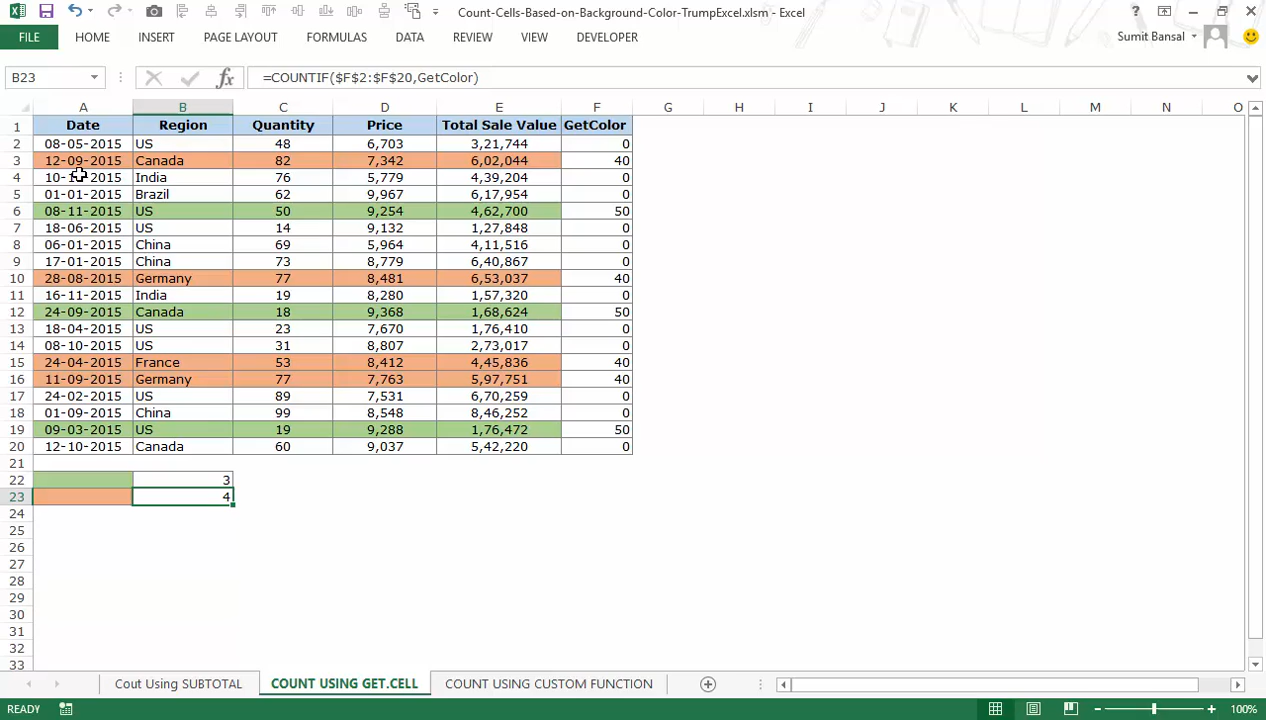 Count-Cells-Based-on-Background-Color-TrumpExcel.xlsm - Excel
FILE HOME INSERT PAGE LAYOUT FORMULAS DATA REVIEW VIEW DEVELOPER Sumit Bansal
B23 fx =COUNTIF($F$2:$F$20,GetColor)
A B C D E F G H I J K L M N O
1 Date Region Quantity Price Total Sale Value GetColor
2 08-05-2015 US 48 6,703 3,21,744 0
3 12-09-2015 Canada 82 7,342 6,02,044 40
4 10-1 2015 India 76 5,779 4,39,204 0
5 01-01-2015 Brazil 62 9,967 6,17,954 0
6 08-11-2015 US 50 9,254 4,62,700 50
7 18-06-2015 US 14 9,132 1,27,848 0
8 06-01-2015 China 69 5,964 4,11,516 0
9 17-01-2015 China 73 8,779 6,40,867 0
10 28-08-2015 Germany 77 8,481 6,53,037 40
11 16-11-2015 India 19 8,280 1,57,320 0
12 24-09-2015 Canada 18 9,368 1,68,624 50
13 18-04-2015 US 23 7,670 1,76,410 0
14 08-10-2015 US 31 8,807 2,73,017 0
15 24-04-2015 France 53 8,412 4,45,836 40
16 11-09-2015 Germany 77 7,763 5,97,751 40
17 24-02-2015 US 89 7,531 6,70,259 0
18 01-09-2015 China 99 8,548 8,46,252 0
19 09-03-2015 US 19 9,288 1,76,472 50
20 12-10-2015 Canada 60 9,037 5,42,220 0
21
22 3
23 4
24
25
26
27
28
29
30
31
32
33
Cout Using SUBTOTAL COUNT USING GET.CELL COUNT USING CUSTOM FUNCTION
READY 100%